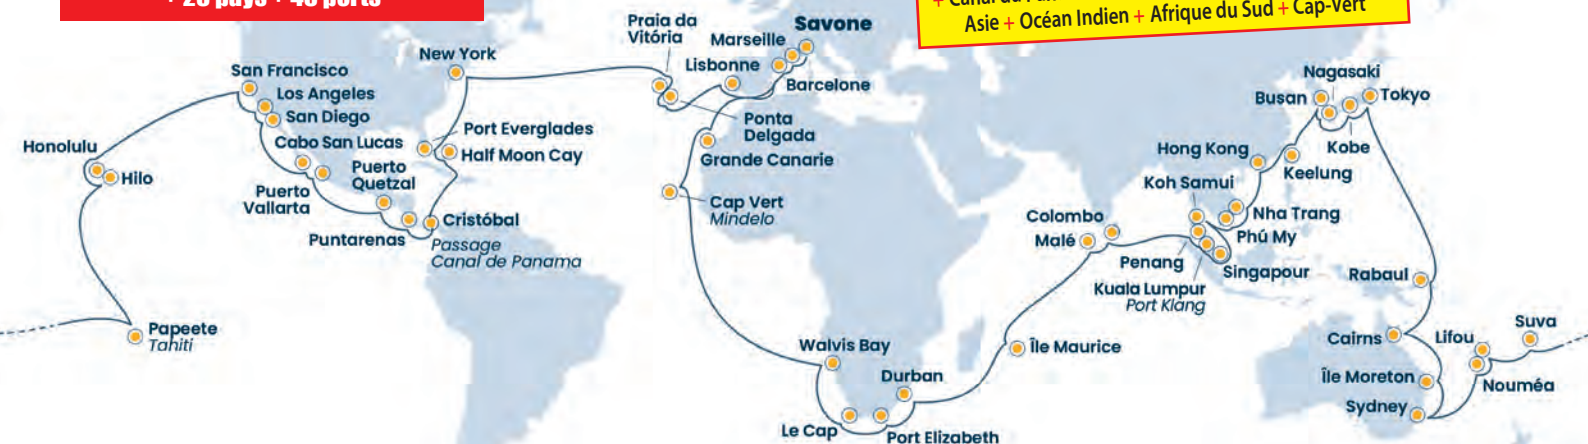 pays + ports
+ Canal du
Asie + Océan Indien + Afrique du Sud + Cap-Vert
Praia da
Vitória
Savone
Marseille
New York
Lisbonne
Barcelone
San Francisco
Los Angeles
San Diego
Nagasaki
Busan
Tokyo
Kobe
Ponta
Delgada
Port Everglades
Half Moon Cay
Cabo San Lucas
Honolulu
Hilo
Puerto
Quetzal
Puerto
Vallarta
Grande Canarie
Hong Kong
Keelung
Koh Samui
Cap Vert
Mindelo
Cristóbal
Passage
Canal de Panama
Puntarenas
Colombo
Malé
Nha Trang
Phú My
Penang
Singapour
Kuala Lumpur
Port Klang
Rabaul
Papeete
Tahiti
Walvis Bay
Île Maurice
Cairns
Lifou
Suva
Durban
Île Moreton
Nouméa
Sydney
Le Cap
Port Elizabeth